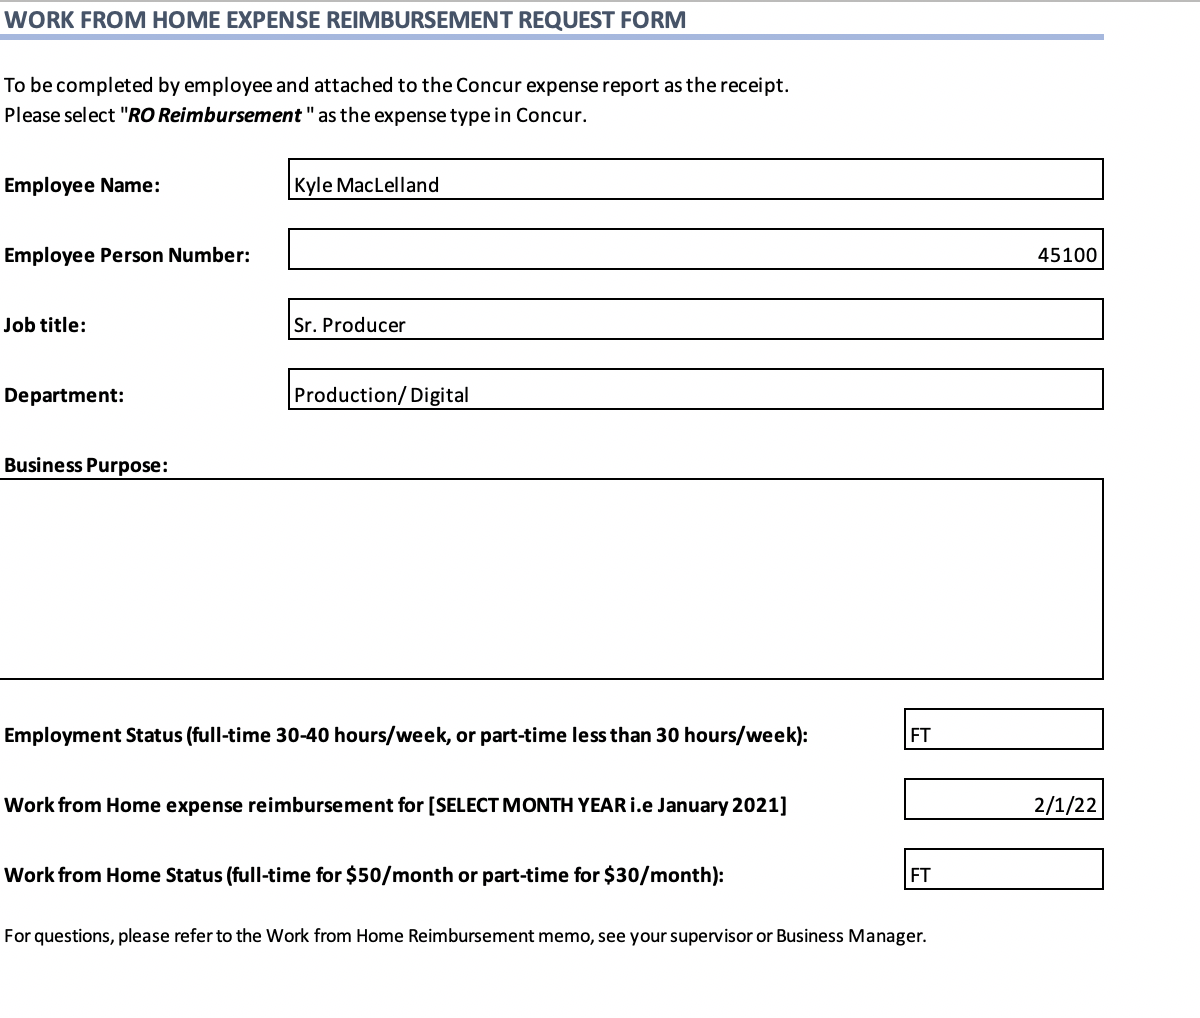 WORK FROM HOME EXPENSE REIMBURSEMENT REQUEST FORM
To be completed by employee and attached to the Concur expense report as the receipt.
Please select "RO Reimbursement " as the expense type in Concur.
Employee Name: Kyle MacLelland
Employee Person Number: 45100
Job title: Sr. Producer
Department: Production/ Digital
Business Purpose:
Employment Status (full-time 30-40 hours/week, or part-time less than 30 hours/week): FT
Work from Home expense reimbursement for [SELECT MONTH YEAR i.e January 2021] 2/1/22
Work from Home Status (full-time for $50/month or part-time for $30/month): FT
For questions, please refer to the Work from Home Reimbursement memo, see your supervisor or Business Manager.